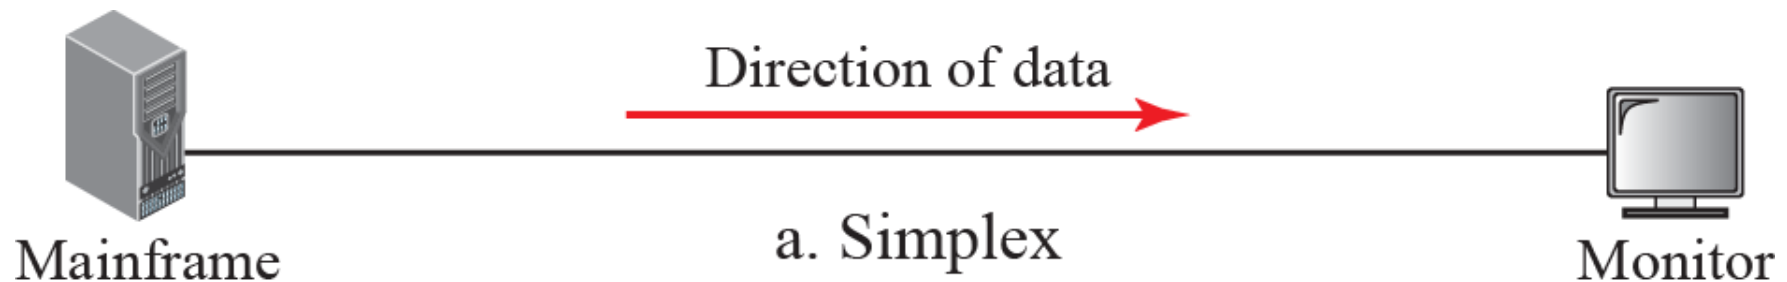 Direction of data
Mainframe
a. Simplex
Monitor